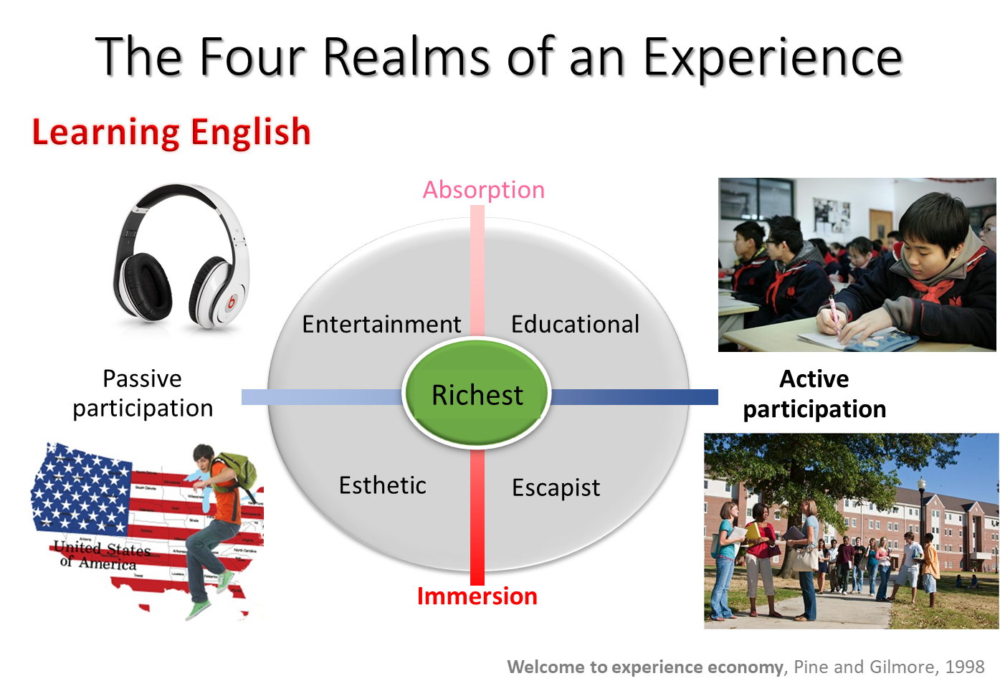 The Four Realms of an Experience
Learning English
Absorption
Entertainment
Educational
Passive
participation
Richest
Active
participation
Esthetic
Escapist
United States
of America
Immersion
Welcome to experience economy, Pine and Gilmore, 1998